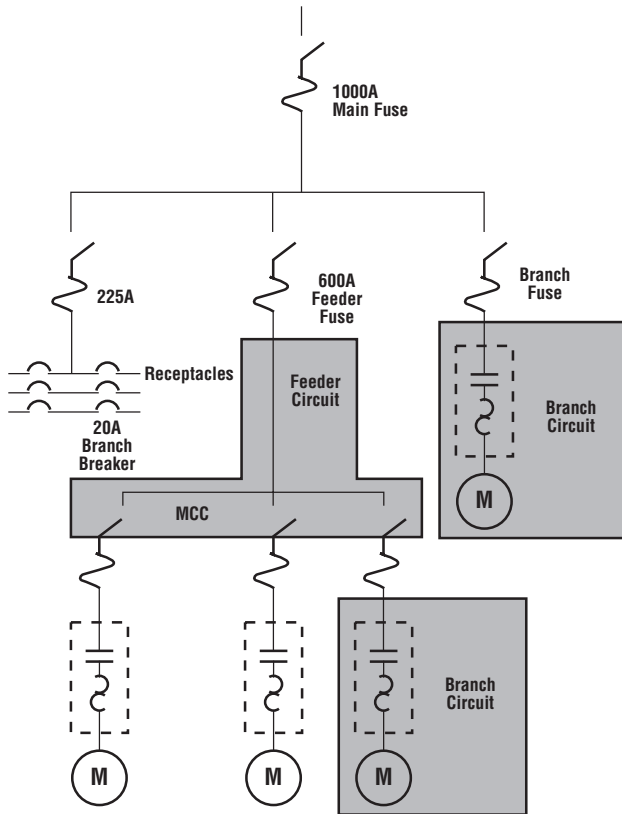 1000A
Main Fuse
225A
600A
Feeder
Fuse
Branch
Fuse
Receptacles
20A
Branch
Breaker
Feeder
Circuit
Branch
Circuit
M
MCC
Branch
Circuit
M
M
M